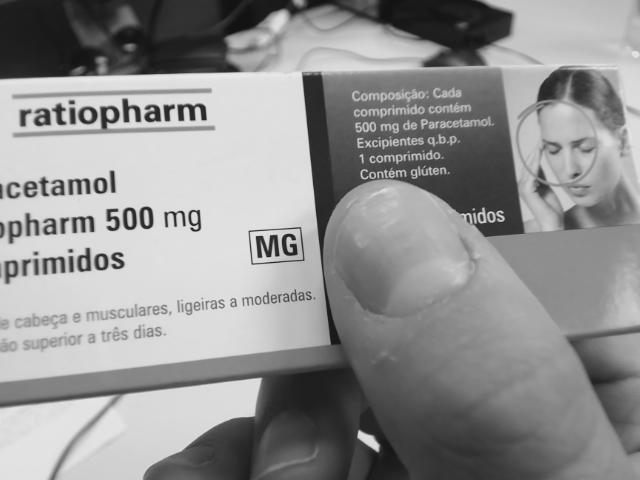 ratiopharm
acetamol
opharm 500 mg
mprimidos
MG
e cabeça e musculares, ligeiras a moderadas.
ão superior a três dias.
Composição: Cada
comprimido contém
500 mg de Paracetamol.
Excipientes q.b.p.
1 comprimido.
Contém glúten.
midos